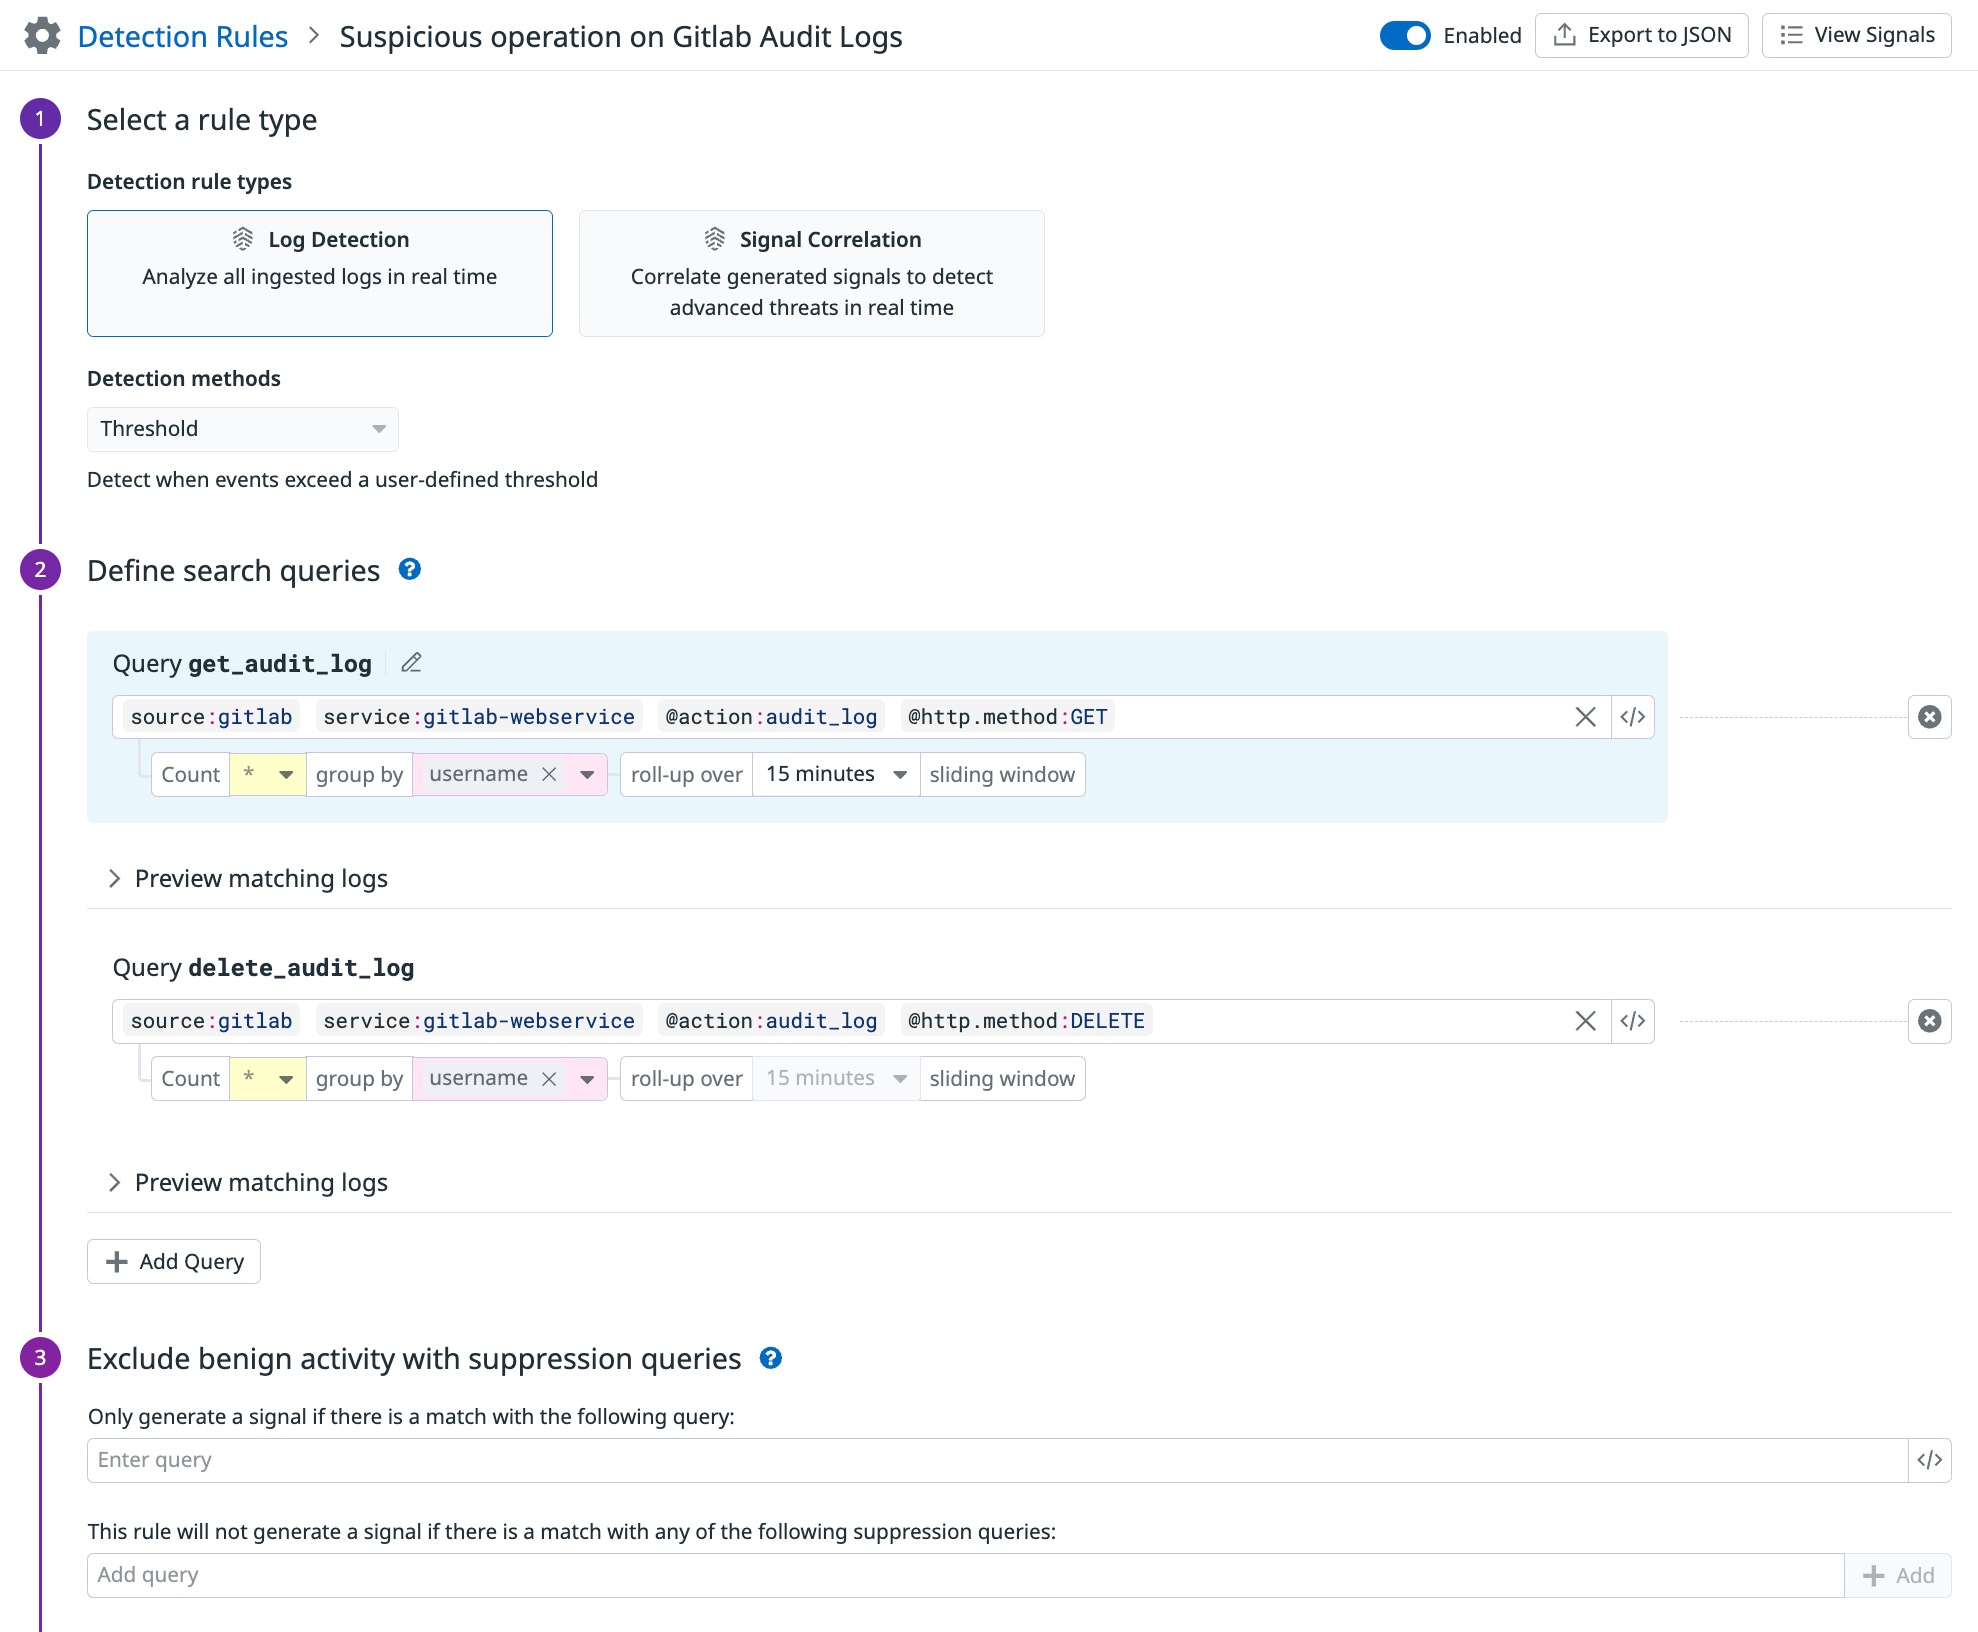 Detection Rules > Suspicious operation on Gitlab Audit Logs Enabled Export to JSON View Signals
1 Select a rule type
Detection rule types
Log Detection
Analyze all ingested logs in real time
Signal Correlation
Correlate generated signals to detect
advanced threats in real time
Detection methods
Threshold
Detect when events exceed a user-defined threshold
2 Define search queries ?
Query get_audit_log
source:gitlab service:gitlab-webservice @action:audit_log @http.method:GET </>
Count * group by username roll-up over 15 minutes sliding window
Preview matching logs
Query delete_audit_log
source:gitlab service:gitlab-webservice @action:audit_log @http.method:DELETE </>
Count * group by username roll-up over 15 minutes sliding window
Preview matching logs
Add Query
3 Exclude benign activity with suppression queries ?
Only generate a signal if there is a match with the following query:
Enter query </>
This rule will not generate a signal if there is a match with any of the following suppression queries:
Add query Add